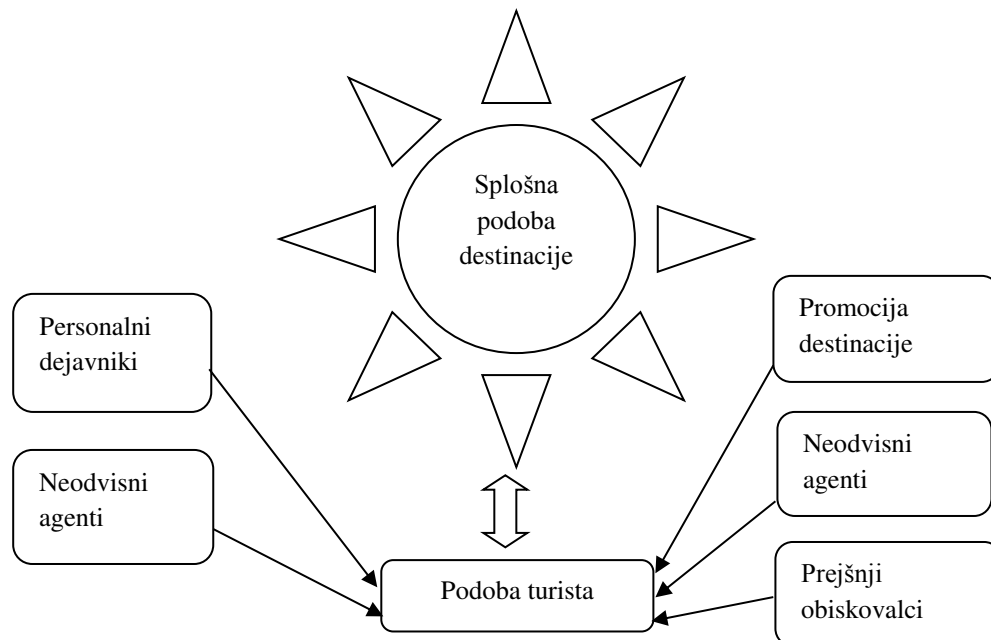 Splošna
podoba
destinacije
Personalni
dejavniki
Promocija
destinacije
Neodvisni
agenti
Neodvisni
agenti
Podoba turista
Prejšnji
obiskovalci